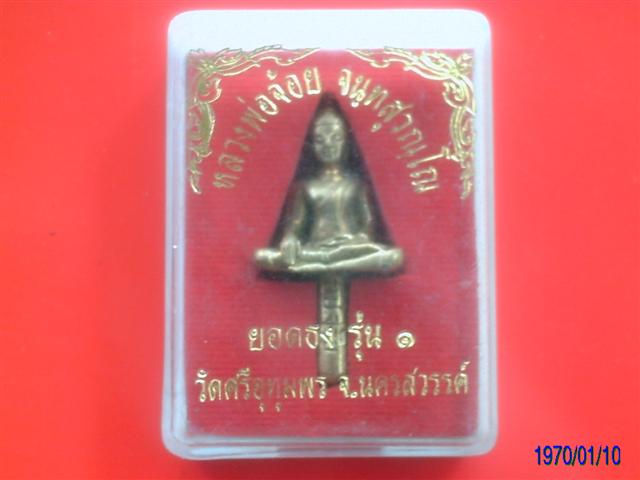 หลวงพ่อจ้อย จนฺทสุวณฺโณ
ยอดธง รุ่น ๑
วัดศรีอุทุมพร จ.นครสวรรค์
1970/01/10